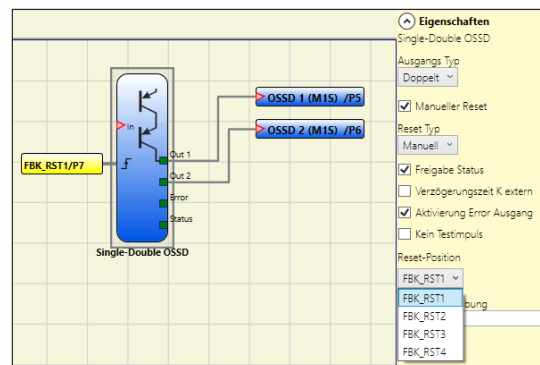 Eigenschaften
Single-Double OSSD
Ausgangs Typ
Doppelt
Manueller Reset
Reset Typ
Manuell
Freigabe Status
Verzögerungszeit K extern
Aktivierung Error Ausgang
Kein Testimpuls
Reset-Position
FBK_RST1
FBK_RST1
FBK_RST2
FBK_RST3
FBK_RST4
bung
OSSD 1 (M1S) /P5
OSSD 2 (M1S) /P6
In
FBK_RST1/P7
Out 1
Out 2
Error
Status
Single-Double OSSD